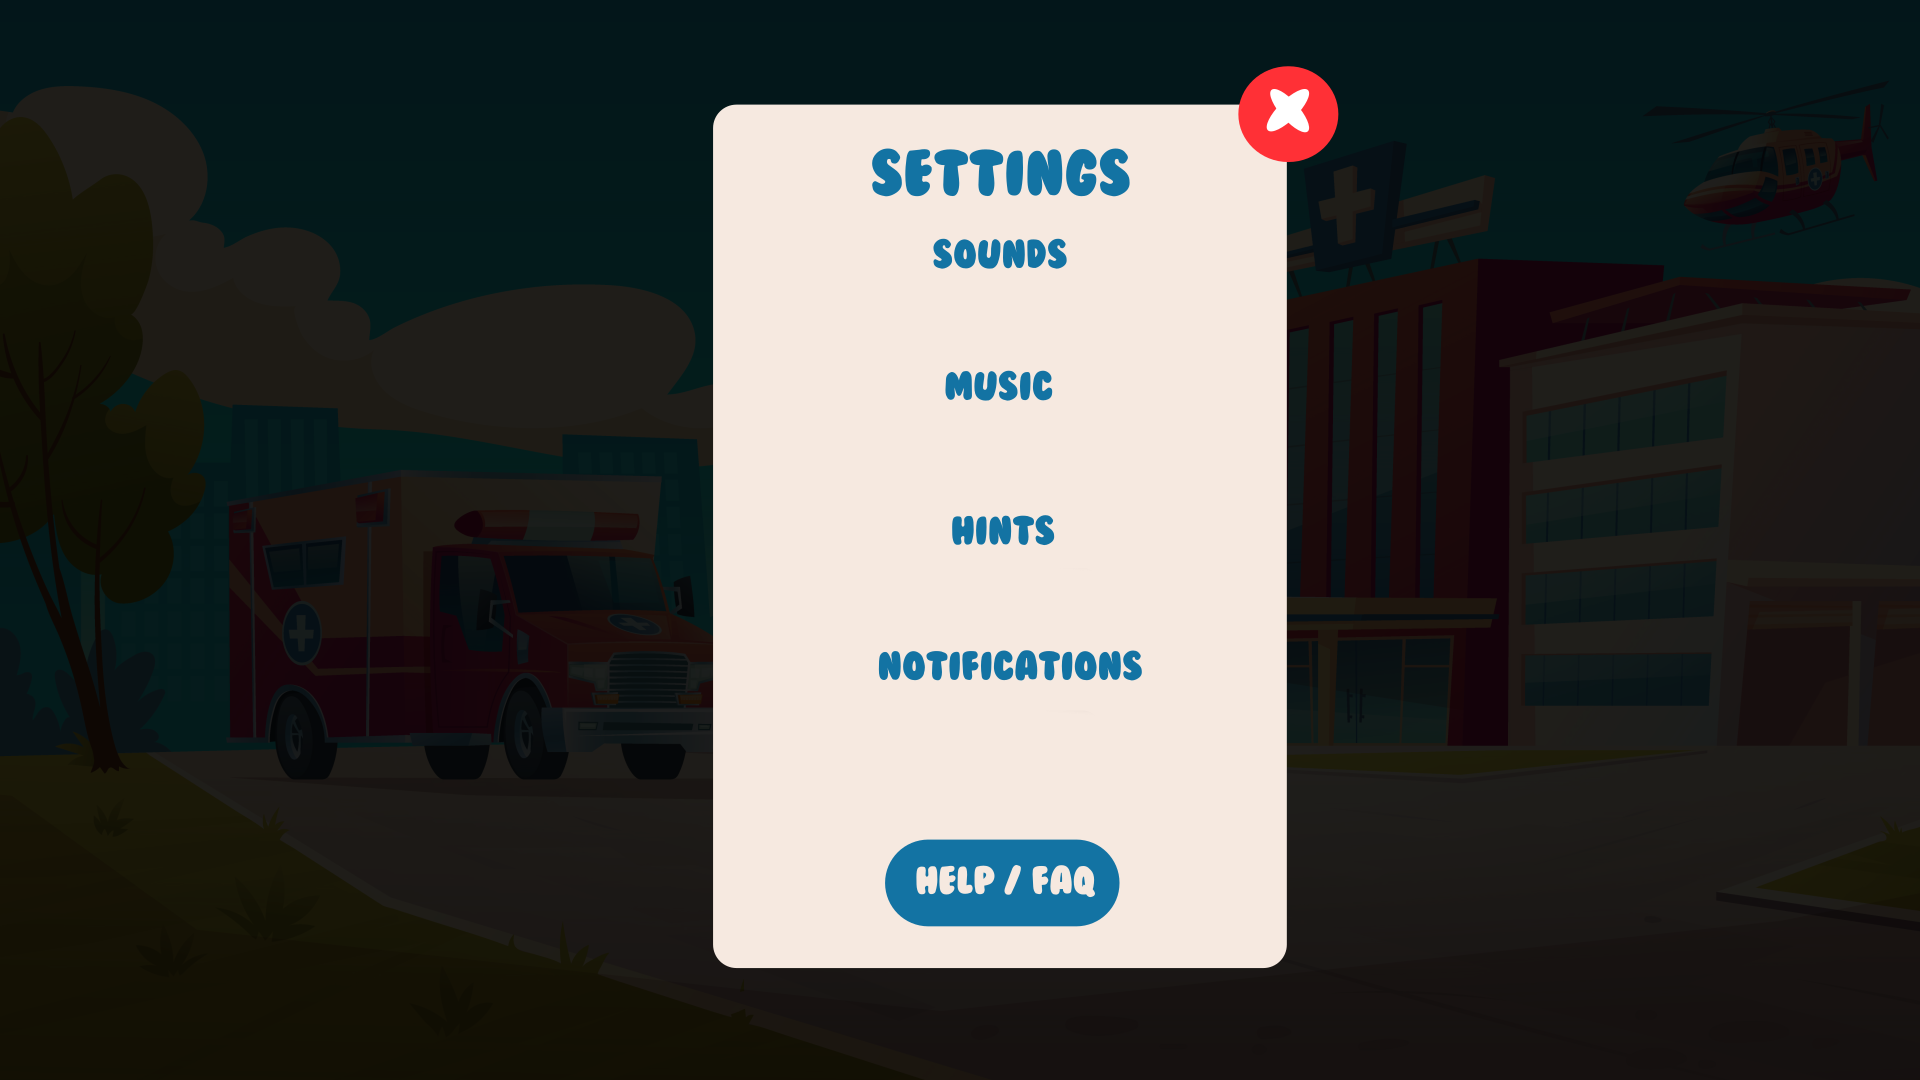 SETTINGS
SOUNDS
MUSIC
HINTS
NOTIFICATIONS
HELP / FAQ